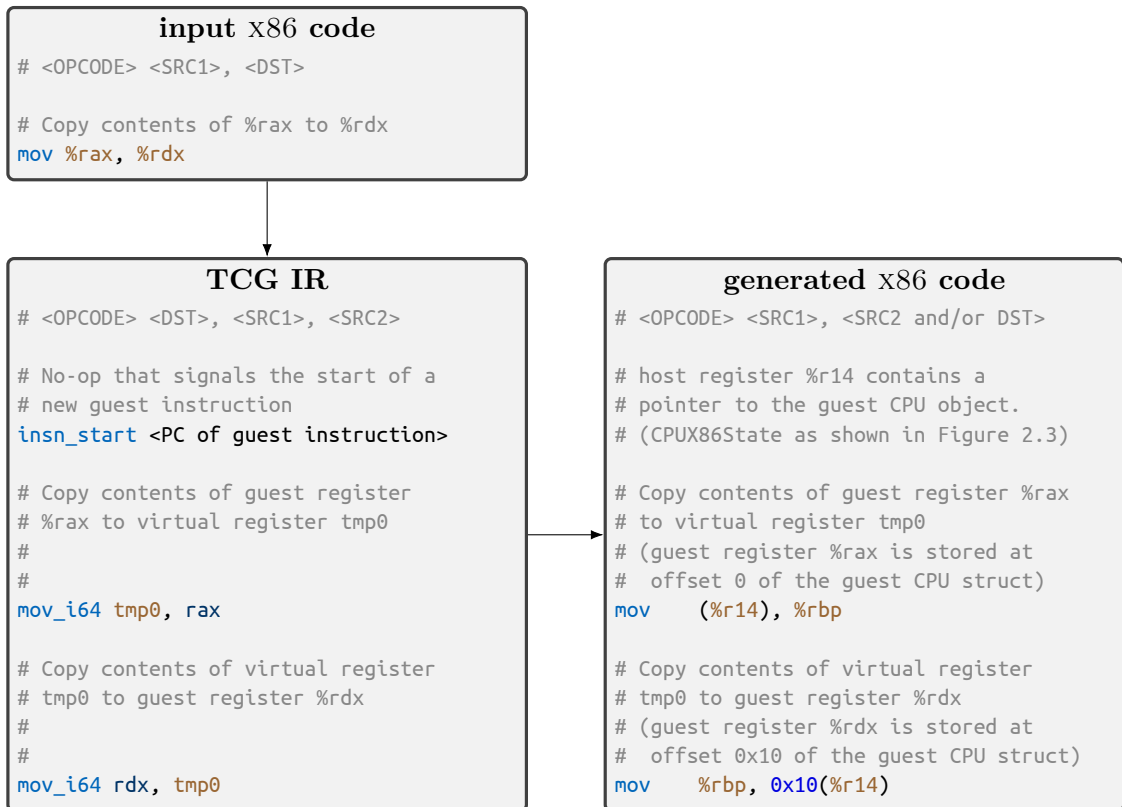 input x86 code
# <OPCODE> <SRC1>, <DST>
# Copy contents of %rax to %rdx
mov %rax, %rdx
TCG IR
# <OPCODE> <DST>, <SRC1>, <SRC2>
# No-op that signals the start of a
# new guest instruction
insn_start <PC of guest instruction>
# Copy contents of guest register
# %rax to virtual register tmp0
#
#
mov_i64 tmp0, rax
# Copy contents of virtual register
# tmp0 to guest register %rdx
#
#
mov_i64 rdx, tmp0
generated x86 code
# <OPCODE> <SRC1>, <SRC2 and/or DST>
# host register %r14 contains a
# pointer to the guest CPU object.
# (CPUX86State as shown in Figure 2.3)
# Copy contents of guest register %rax
# to virtual register tmp0
# (guest register %rax is stored at
#  offset 0 of the guest CPU struct)
mov    (%r14), %rbp
# Copy contents of virtual register
# tmp0 to guest register %rdx
# (guest register %rdx is stored at
#  offset 0x10 of the guest CPU struct)
mov    %rbp, 0x10(%r14)